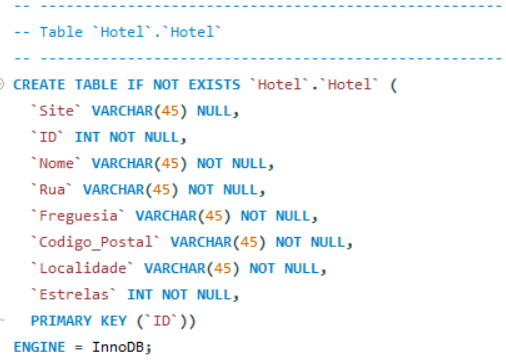 -- -----------------------------------------------------
-- Table `Hotel`.`Hotel`
-- -----------------------------------------------------
CREATE TABLE IF NOT EXISTS `Hotel`.`Hotel` (
  `Site` VARCHAR(45) NULL,
  `ID` INT NOT NULL,
  `Nome` VARCHAR(45) NOT NULL,
  `Rua` VARCHAR(45) NOT NULL,
  `Freguesia` VARCHAR(45) NOT NULL,
  `Codigo_Postal` VARCHAR(45) NOT NULL,
  `Localidade` VARCHAR(45) NOT NULL,
  `Estrelas` INT NOT NULL,
  PRIMARY KEY (`ID`))
ENGINE = InnoDB;